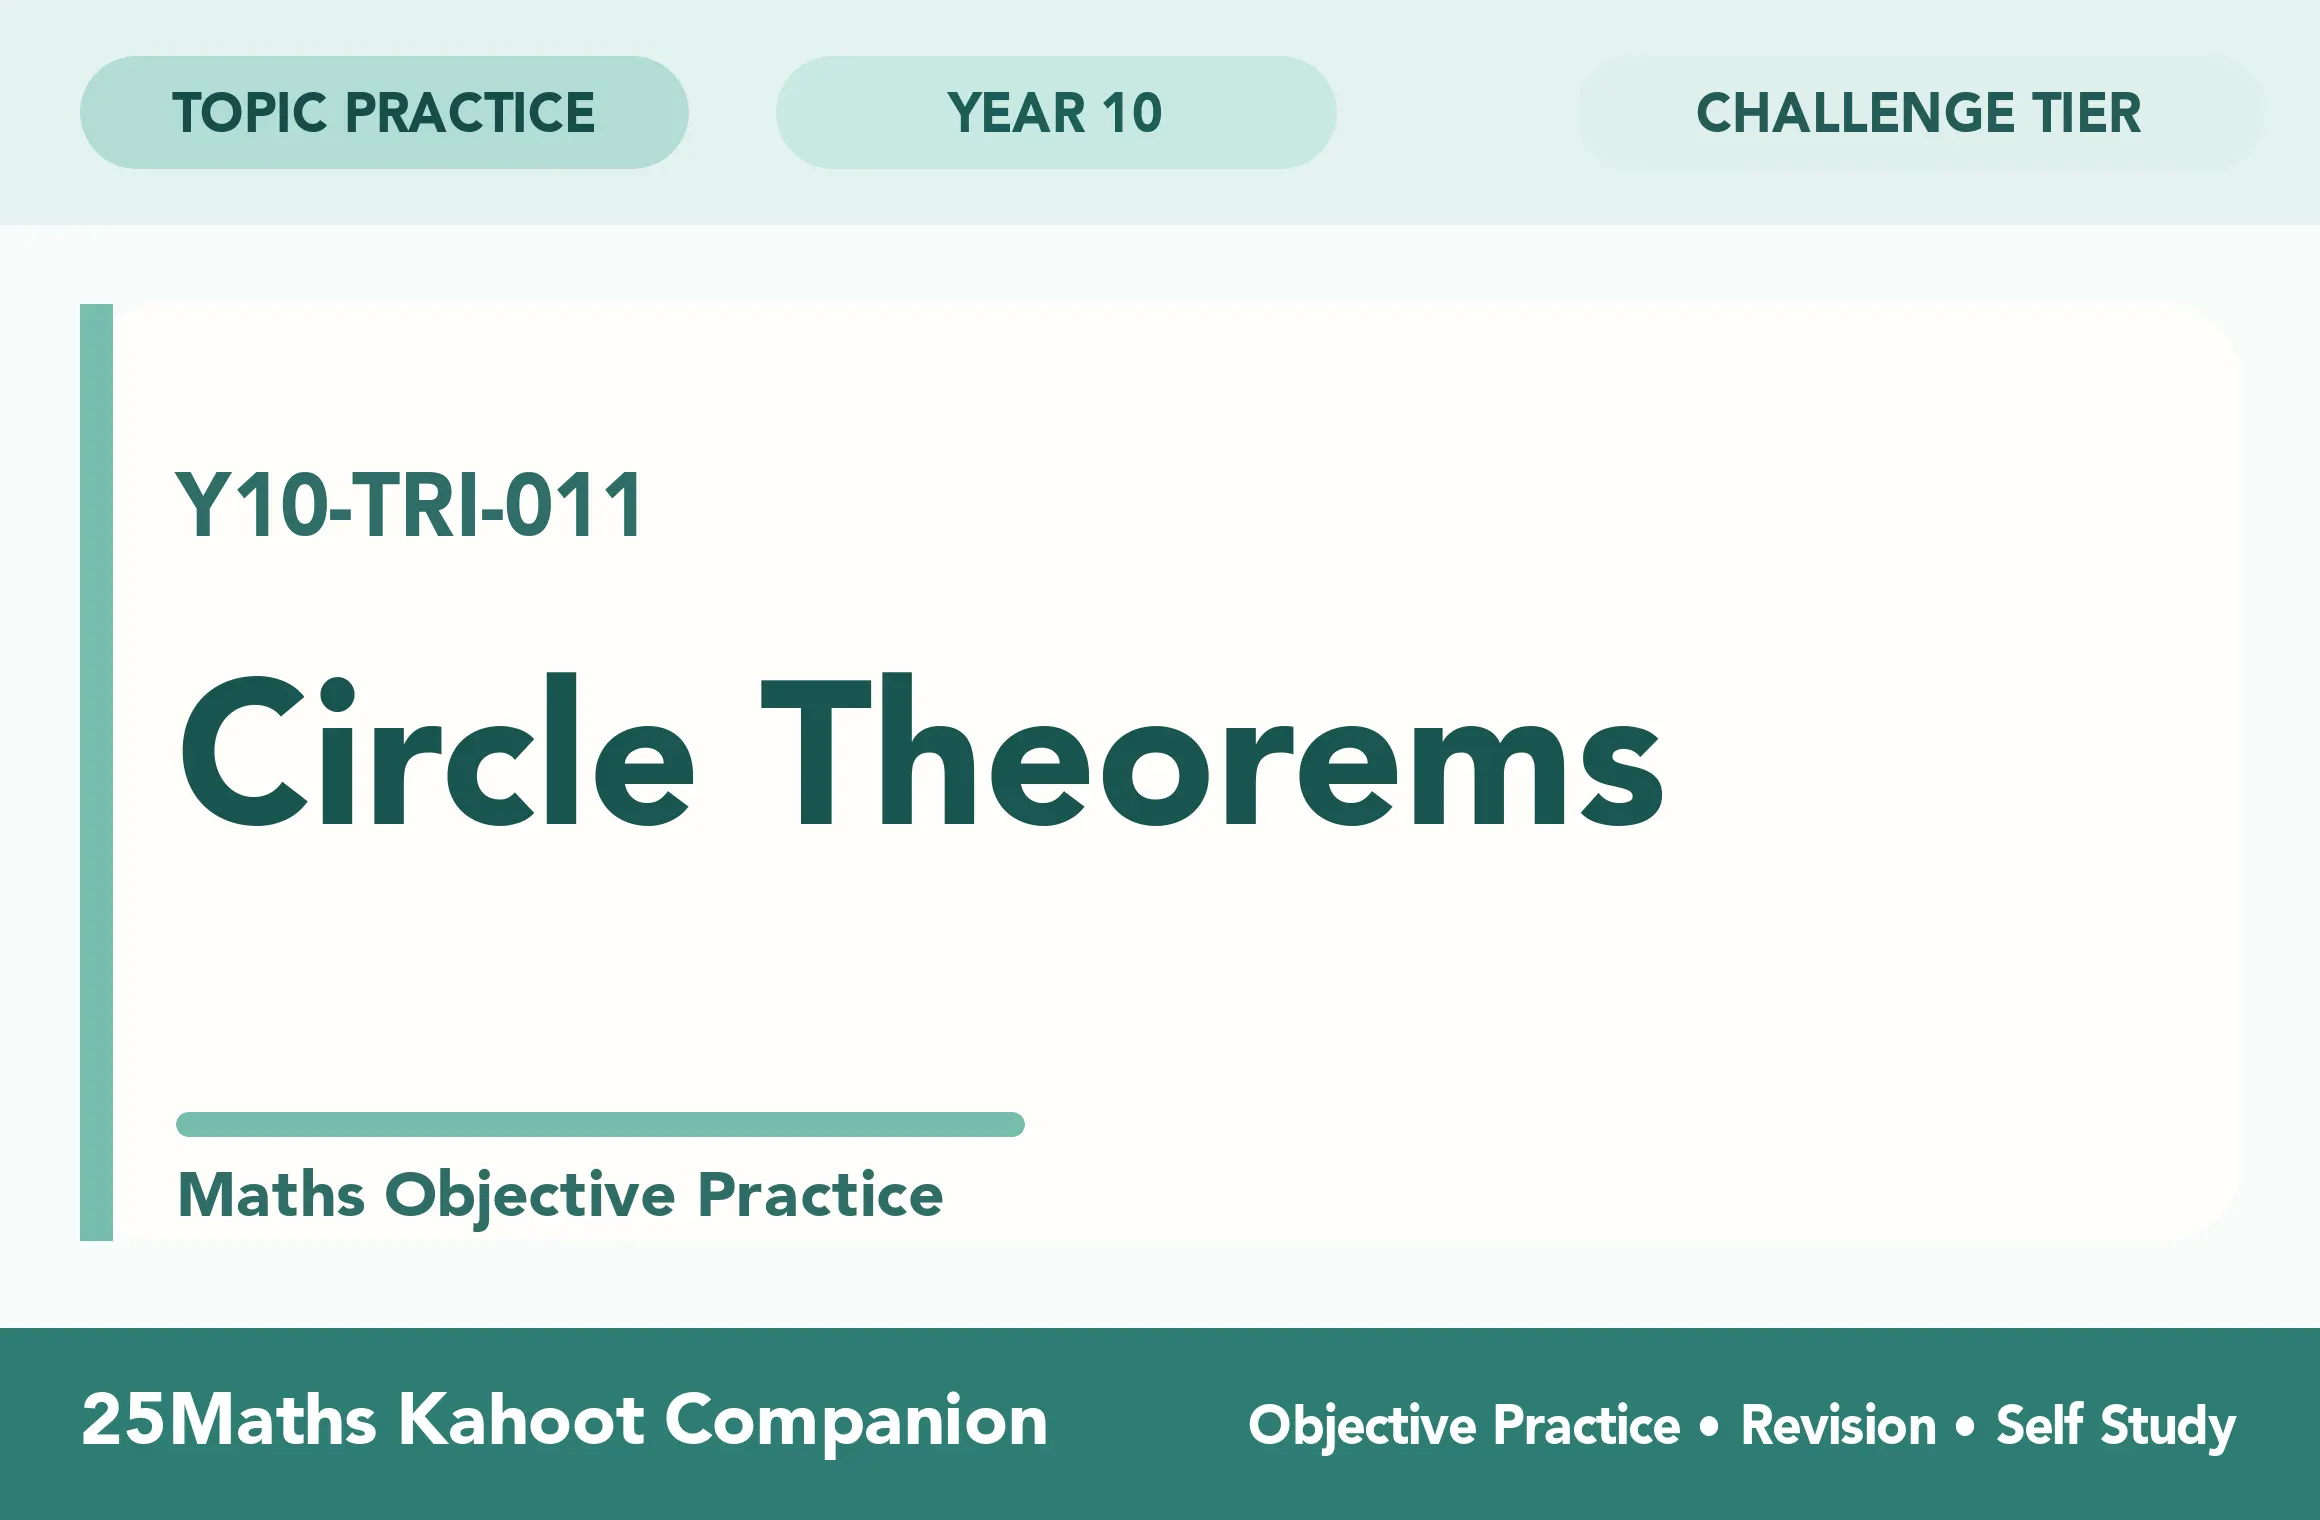 TOPIC PRACTICE
YEAR 10
CHALLENGE TIER
Y10-TRI-011
Circle Theorems
Maths Objective Practice
25Maths Kahoot Companion
Objective Practice • Revision • Self Study